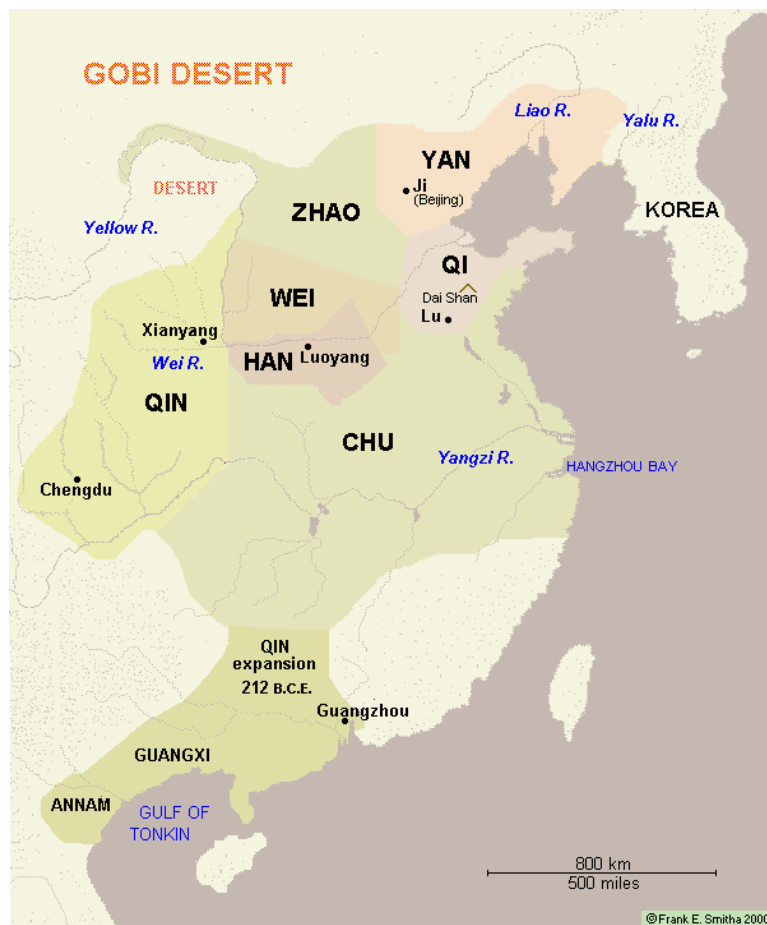 GOBI DESERT
Liao R.
Yalu R.
YAN
Ji
(Beijing)
DESERT
ZHAO
KOREA
Yellow R.
QI
Dai Shan
Lu
WEI
Xianyang
Wei R.
HAN
Luoyang
QIN
CHU
Yangzi R.
HANGZHOU BAY
Chengdu
QIN
expansion
212 B.C.E.
Guangzhou
GUANGXI
ANNAM
GULF OF
TONKIN
800 km
500 miles
©Frank E. Smitha 2000